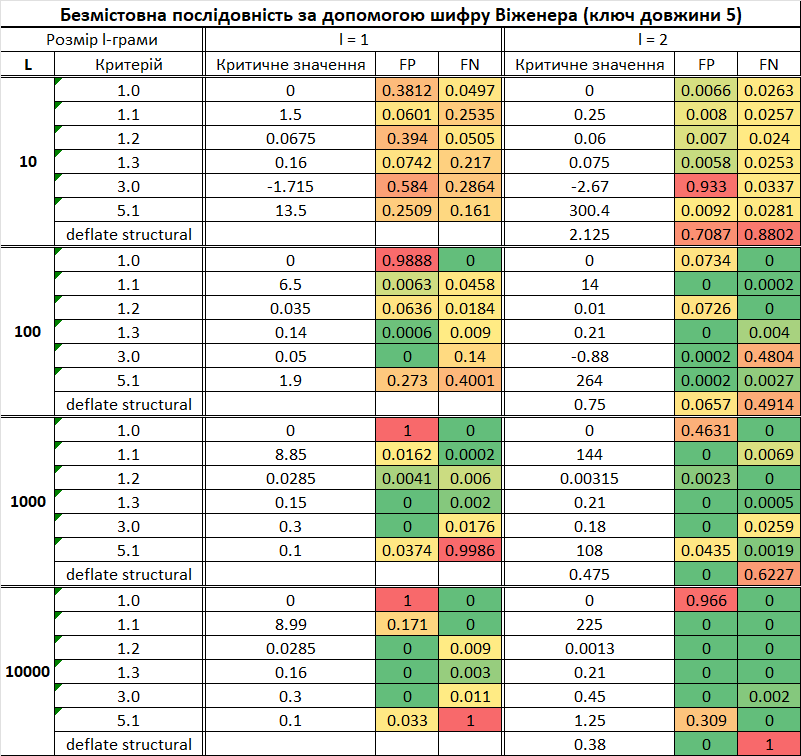 Безмістовна послідовність за допомогою шифру Віженера (ключ довжини 5)
Розмір l-грами l = 1 l = 2
L Критерій Критичне значення FP FN Критичне значення FP FN
1.0 0 0.3812 0.0497 0 0.0066 0.0263
1.1 1.5 0.0601 0.2535 0.25 0.008 0.0257
1.2 0.0675 0.394 0.0505 0.06 0.007 0.024
10 1.3 0.16 0.0742 0.217 0.075 0.0058 0.0253
3.0 -1.715 0.584 0.2864 -2.67 0.933 0.0337
5.1 13.5 0.2509 0.161 300.4 0.0092 0.0281
deflate structural 2.125 0.7087 0.8802
1.0 0 0.9888 0 0 0.0734 0
1.1 6.5 0.0063 0.0458 14 0 0.0002
1.2 0.035 0.0636 0.0184 0.01 0.0726 0
100 1.3 0.14 0.0006 0.009 0.21 0 0.004
3.0 0.05 0 0.14 -0.88 0.0002 0.4804
5.1 1.9 0.273 0.4001 264 0.0002 0.0027
deflate structural 0.75 0.0657 0.4914
1.0 0 1 0 0 0.4631 0
1.1 8.85 0.0162 0.0002 144 0 0.0069
1.2 0.0285 0.0041 0.006 0.00315 0.0023 0
1000 1.3 0.15 0 0.002 0.21 0 0.0005
3.0 0.3 0 0.0176 0.18 0 0.0259
5.1 0.1 0.0374 0.9986 108 0.0435 0.0019
deflate structural 0.475 0 0.6227
1.0 0 1 0 0 0.966 0
1.1 8.99 0.171 0 225 0 0
1.2 0.0285 0 0.009 0.0013 0 0
10000 1.3 0.16 0 0.003 0.21 0 0
3.0 0.3 0 0.011 0.45 0 0.002
5.1 0.1 0.033 1 1.25 0.309 0
deflate structural 0.38 0 1